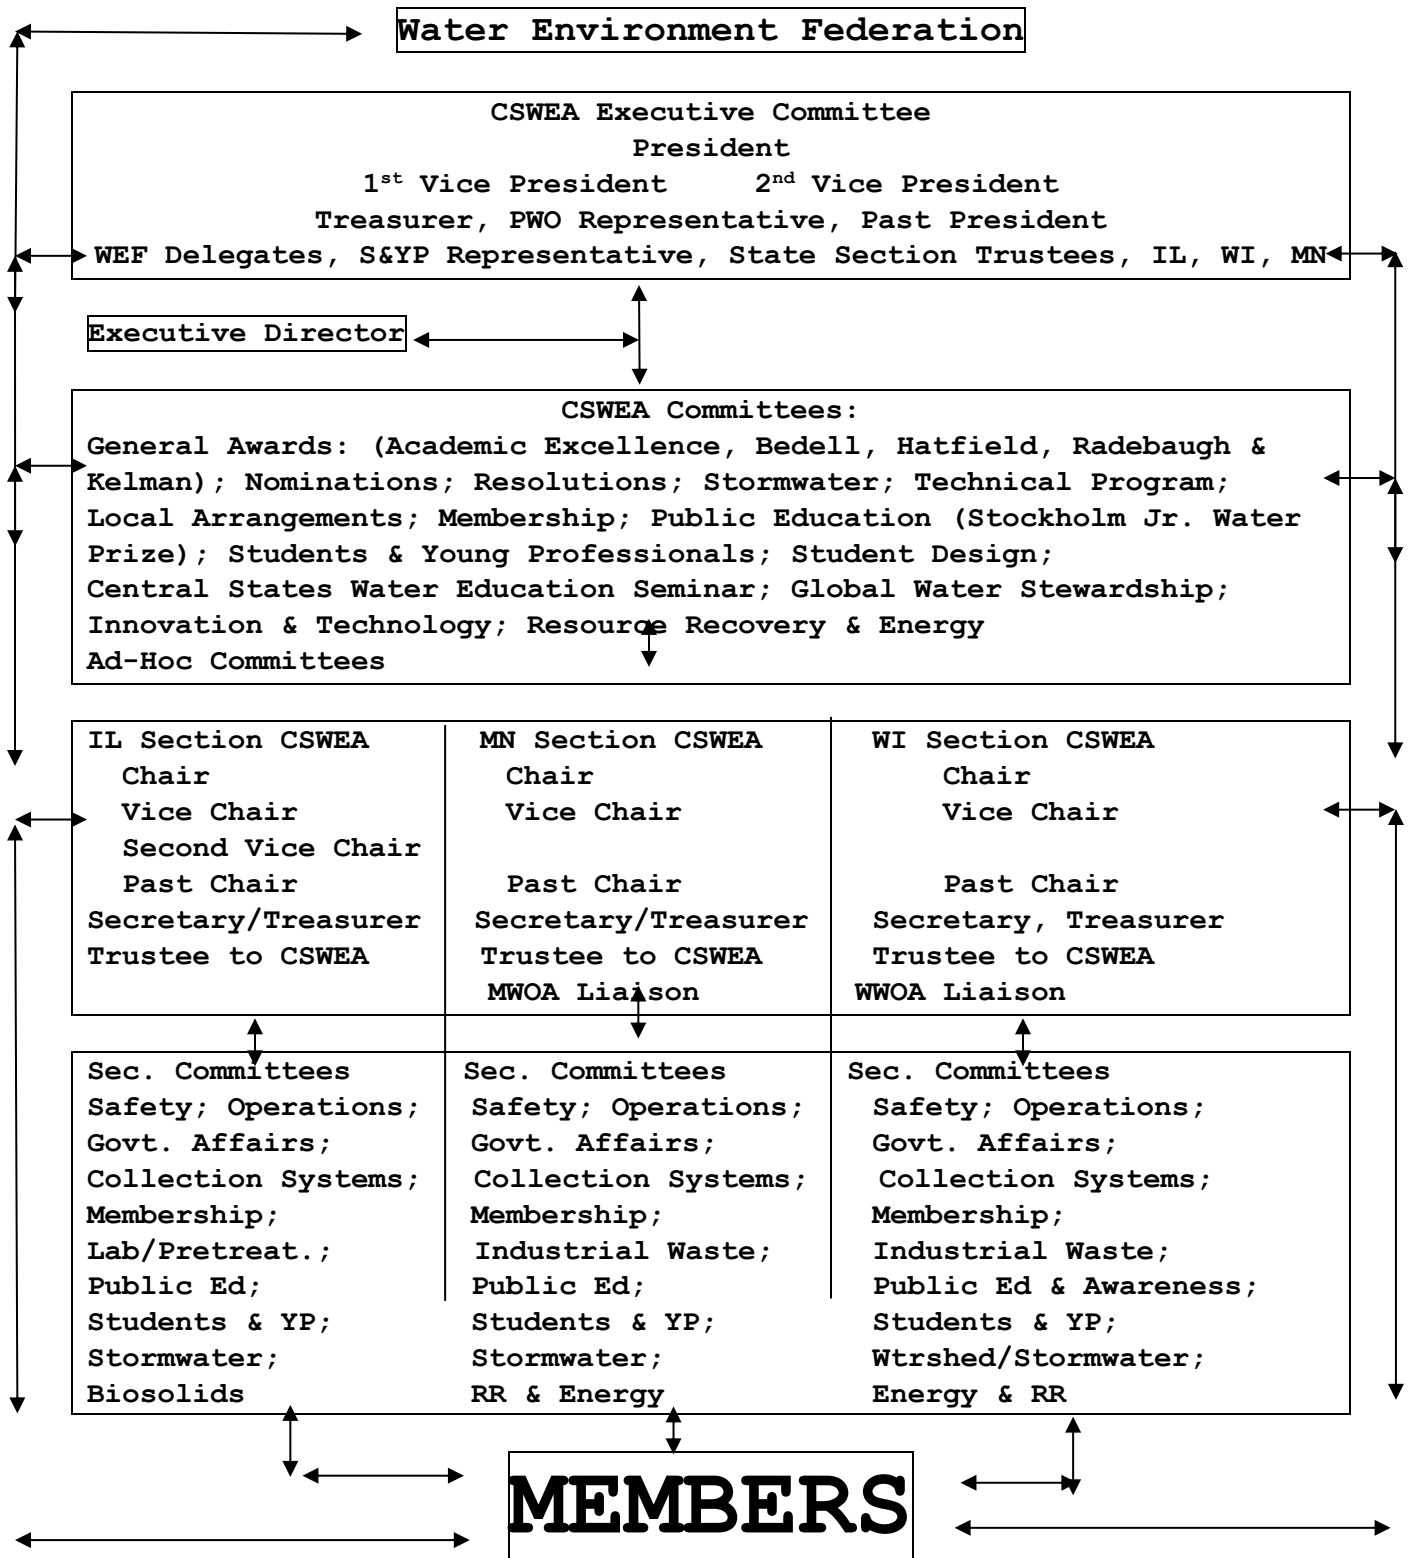 Water Environment Federation
CSWEA Executive Committee
President
1st Vice President 2nd Vice President
Treasurer, PWO Representative, Past President
WEF Delegates, S&YP Representative, State Section Trustees, IL, WI, MN
Executive Director
CSWEA Committees:
General Awards: (Academic Excellence, Bedell, Hatfield, Radebaugh &
Kelman); Nominations; Resolutions; Stormwater; Technical Program;
Local Arrangements; Membership; Public Education (Stockholm Jr. Water
Prize); Students & Young Professionals; Student Design;
Central States Water Education Seminar; Global Water Stewardship;
Innovation & Technology; Resource Recovery & Energy
Ad-Hoc Committees
IL Section CSWEA
Chair
Vice Chair
Second Vice Chair
Past Chair
Secretary/Treasurer
Trustee to CSWEA
MN Section CSWEA
Chair
Vice Chair
Past Chair
Secretary/Treasurer
Trustee to CSWEA
MWOA Liaison
WI Section CSWEA
Chair
Vice Chair
Past Chair
Secretary, Treasurer
Trustee to CSWEA
WWOA Liaison
Sec. Committees
Safety; Operations;
Govt. Affairs;
Collection Systems;
Membership;
Lab/Pretreat.;
Public Ed;
Students & YP;
Stormwater;
Biosolids
Sec. Committees
Safety; Operations;
Govt. Affairs;
Collection Systems;
Membership;
Industrial Waste;
Public Ed;
Students & YP;
Stormwater;
RR & Energy
Sec. Committees
Safety; Operations;
Govt. Affairs;
Collection Systems;
Membership;
Industrial Waste;
Public Ed & Awareness;
Students & YP;
Wtrshed/Stormwater;
Energy & RR
MEMBERS